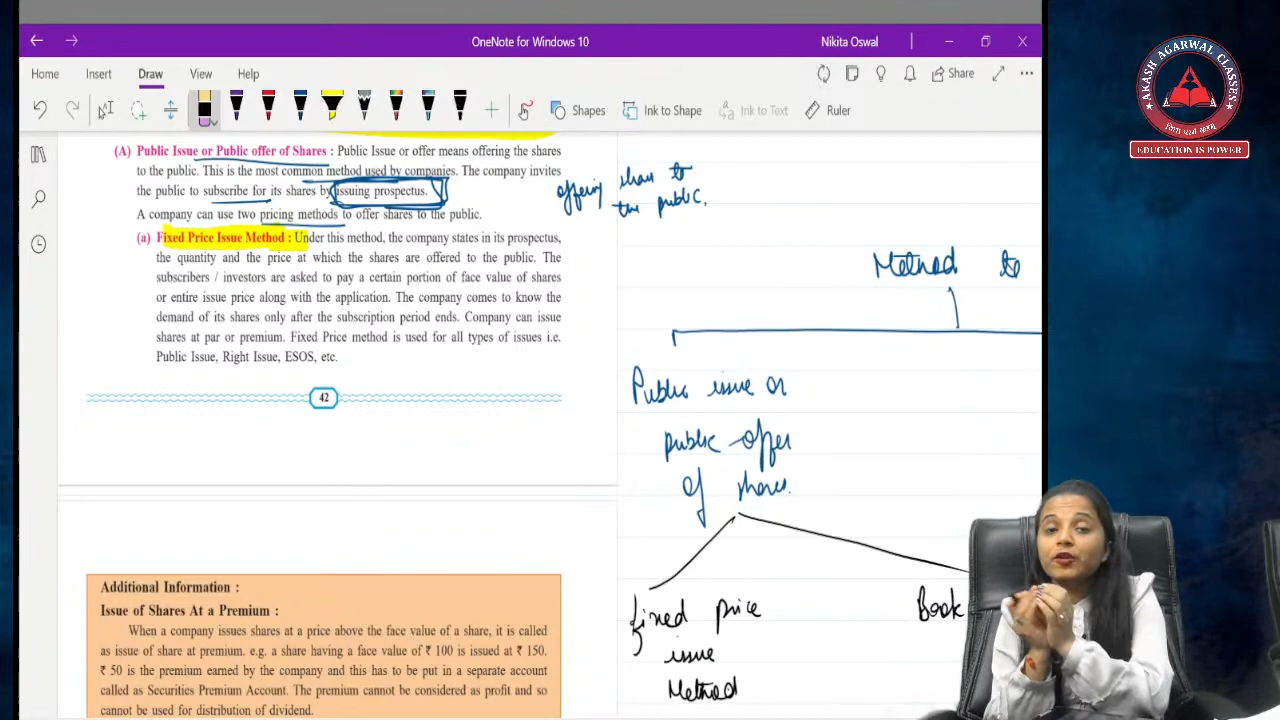 OneNote for Windows 10
Nikita Oswal
Home
Insert
Draw
View
Help
Share
Shapes
Ink to Shape
Ink to Text
Ruler
(A) Public Issue or Public offer of Shares : Public Issue or offer means offering the shares
to the public. This is the most common method used by companies. The company invites
the public to subscribe for its shares by issuing prospectus.
A company can use two pricing methods to offer shares to the public.
(a) Fixed Price Issue Method : Under this method, the company states in its prospectus,
the quantity and the price at which the shares are offered to the public. The
subscribers / investors are asked to pay a certain portion of face value of shares
or entire issue price along with the application. The company comes to know the
demand of its shares only after the subscription period ends. Company can issue
shares at par or premium. Fixed Price method is used for all types of issues i.e.
Public Issue, Right Issue, ESOS, etc.
42
Additional Information :
Issue of Shares At a Premium :
When a company issues shares at a price above the face value of a share, it is called
as issue of share at premium. e.g. a share having a face value of ₹ 100 is issued at ₹ 150.
₹ 50 is the premium earned by the company and this has to be put in a separate account
called as Securities Premium Account. The premium cannot be considered as profit and so
cannot be used for distribution of dividend.
offering to
the public.
Method to
Public issue or
public offer
of shares.
fixed price
issue
Method
Book
AKASH AGARWAL CLASSES
EDUCATION IS POWER